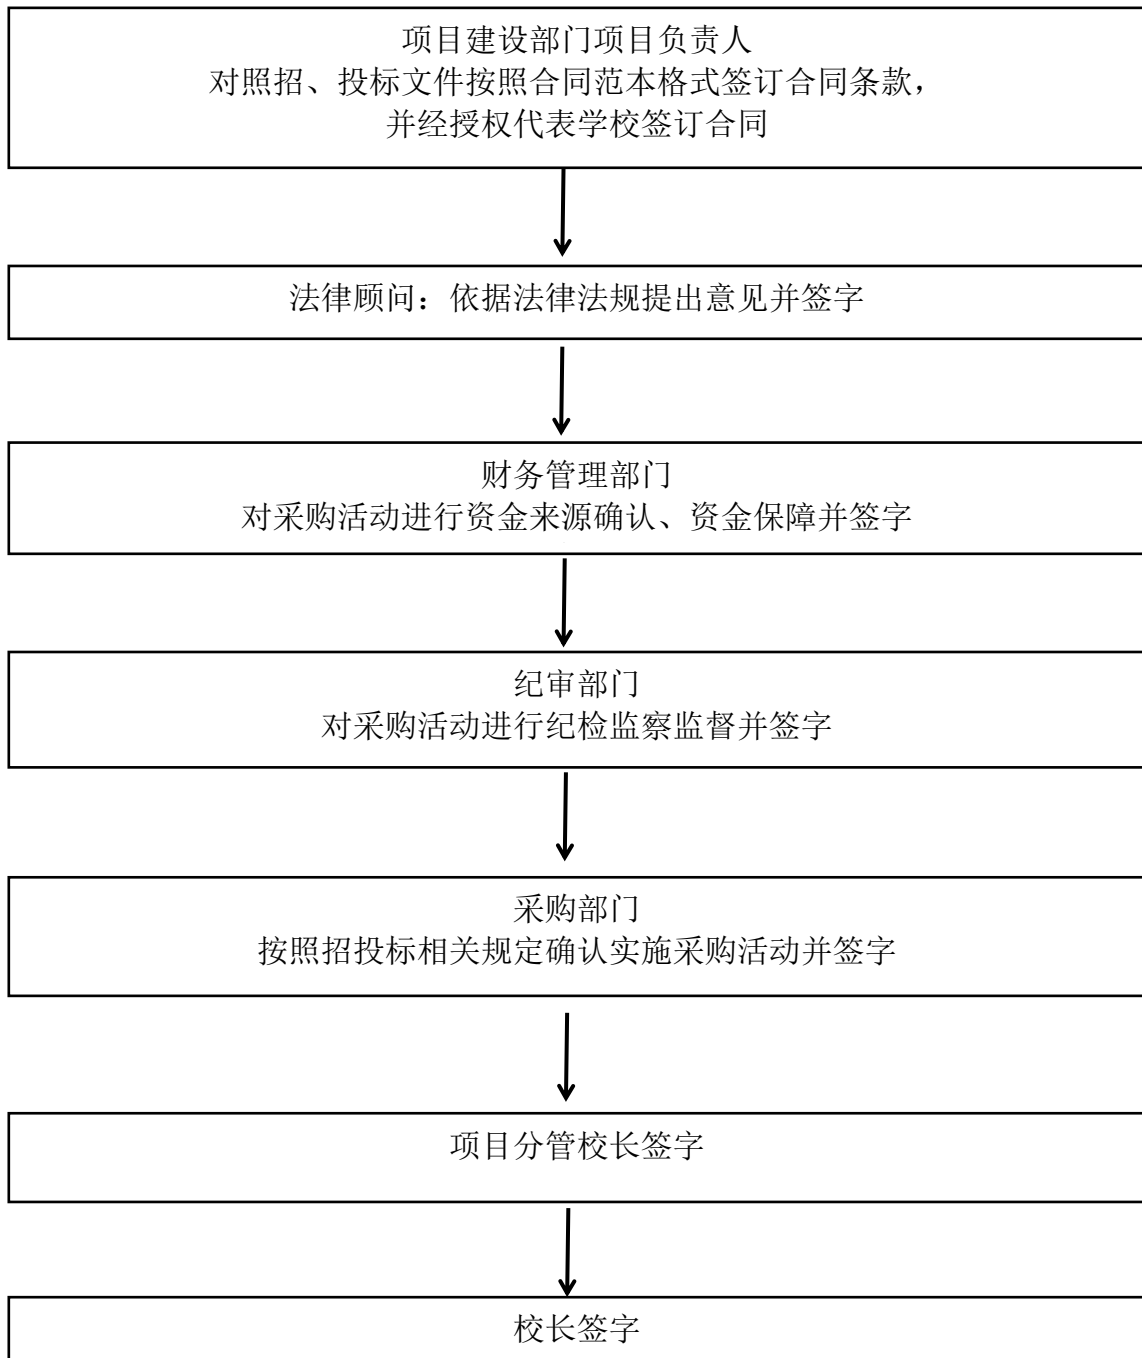 项目建设部门项目负责人
对照招、投标文件按照合同范本格式签订合同条款，
并经授权代表学校签订合同
法律顾问：依据法律法规提出意见并签字
财务管理部门
对采购活动进行资金来源确认、资金保障并签字
纪审部门
对采购活动进行纪检监察监督并签字
采购部门
按照招投标相关规定确认实施采购活动并签字
项目分管校长签字
校长签字